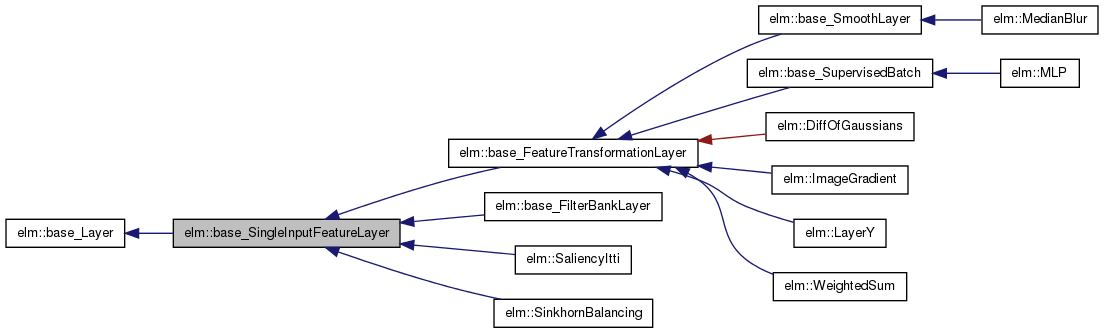 elm::base_SmoothLayer
elm::MedianBlur
elm::base_SupervisedBatch
elm::MLP
elm::DiffOfGaussians
elm::base_FeatureTransformationLayer
elm::ImageGradient
elm::base_FilterBankLayer
elm::base_Layer
elm::base_SingleInputFeatureLayer
elm::LayerY
elm::SaliencyItti
elm::WeightedSum
elm::SinkhornBalancing